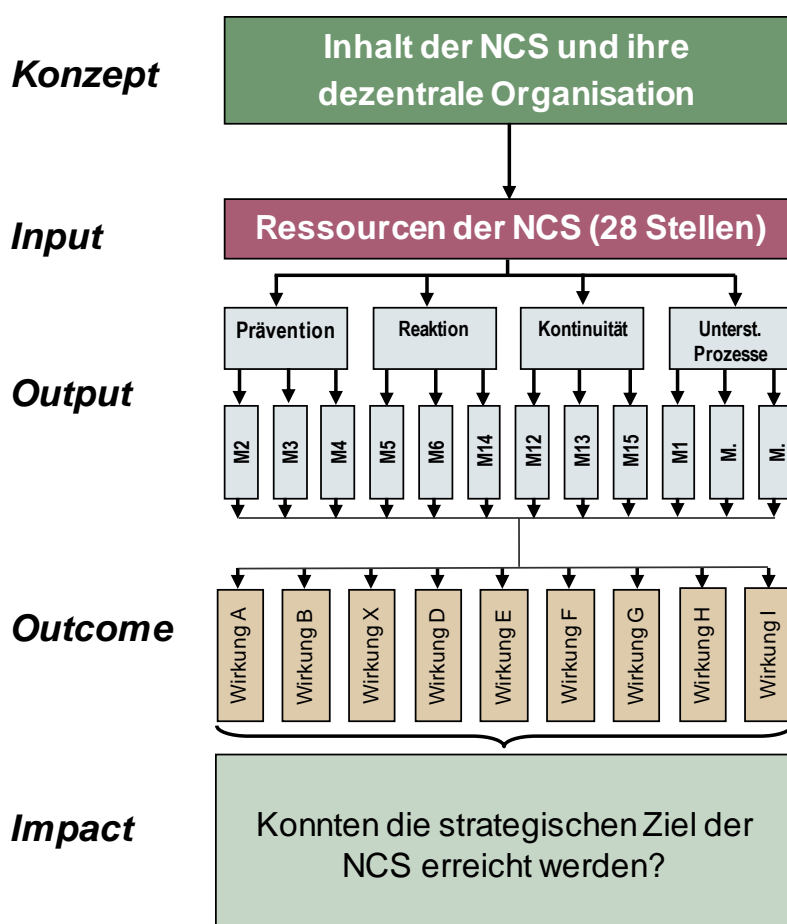 Konzept
Inhalt der NCS und ihre
dezentrale Organisation
Input
Ressourcen der NCS (28 Stellen)
Output
Prävention
Reaktion
Kontinuität
Unterst.
Prozesse
M2
M3
M4
M5
M6
M14
M12
M13
M15
M1
M.
M.
Outcome
Wirkung A
Wirkung B
Wirkung X
Wirkung D
Wirkung E
Wirkung F
Wirkung G
Wirkung H
Wirkung I
Impact
Konnten die strategischen Ziel der
NCS erreicht werden?